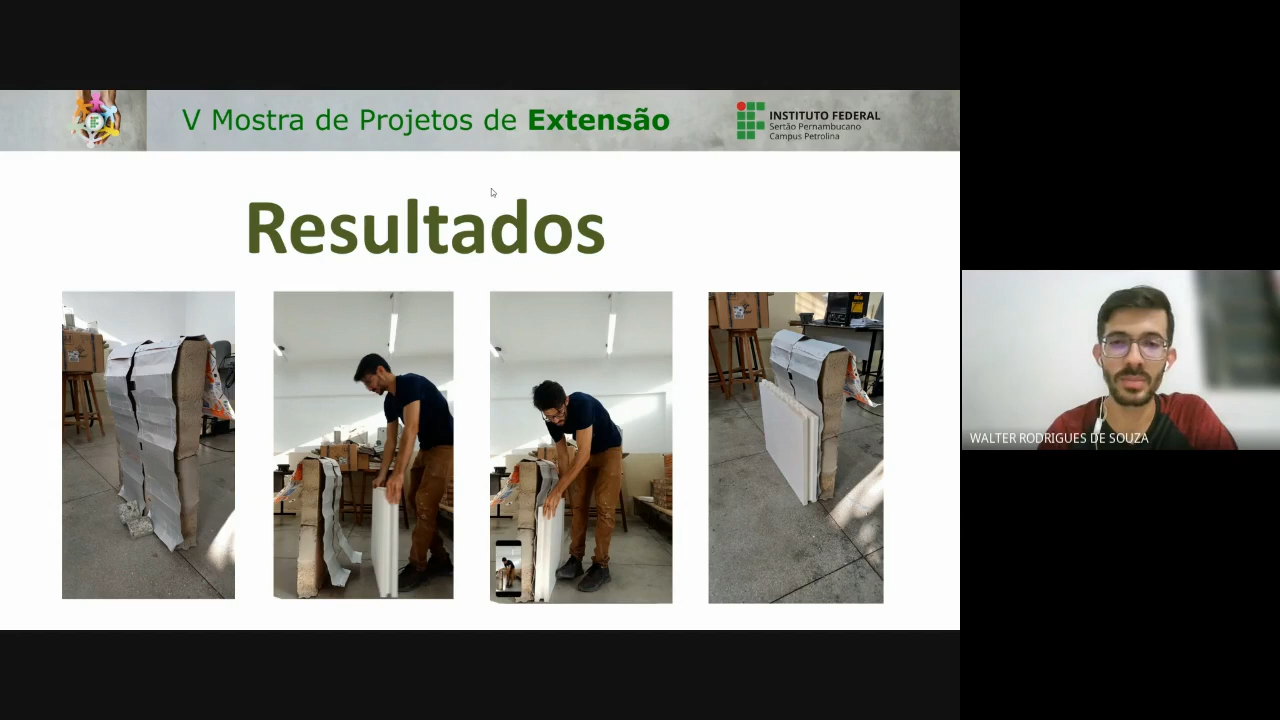 V Mostra de Projetos de Extensão
INSTITUTO FEDERAL
Sertão Pernambucano
Campus Petrolina
Resultados
WALTER RODRIGUES DE SOUZA